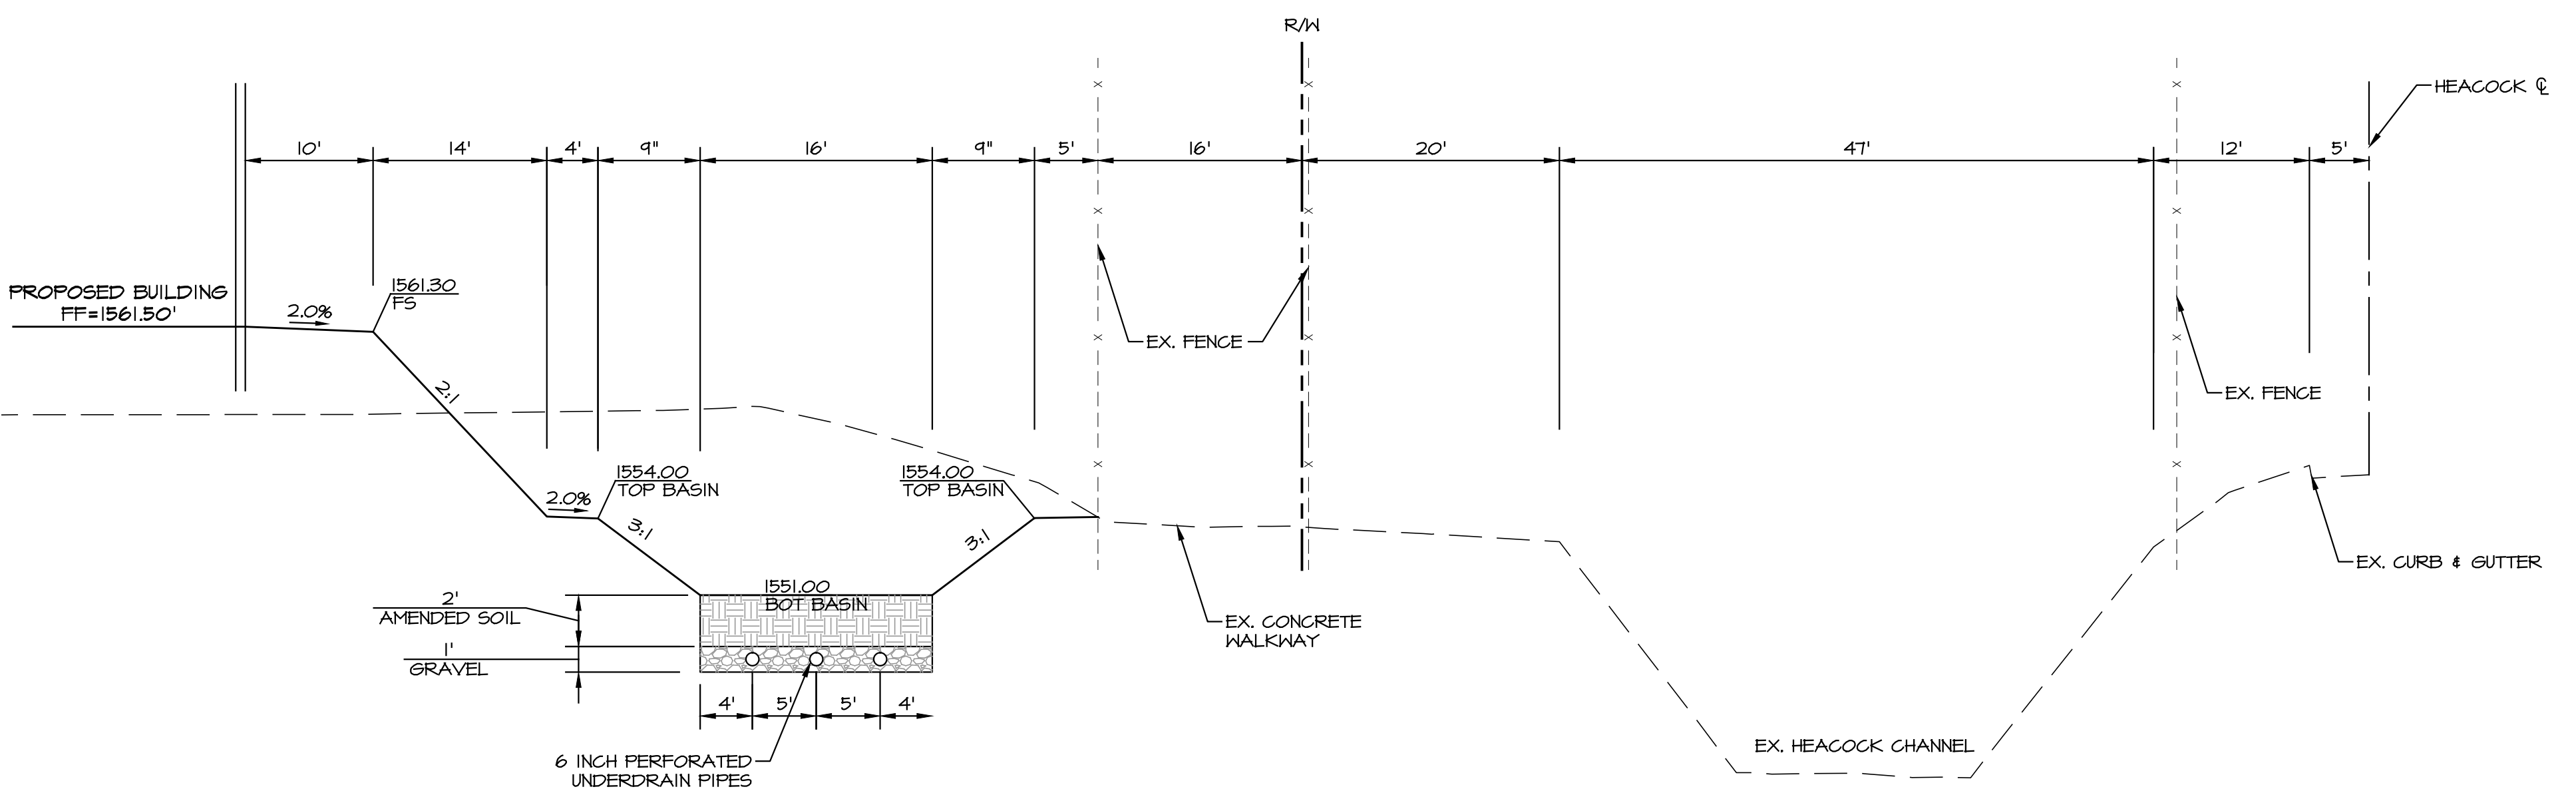 R/W
HEACOCK ℄
10' 14' 4' 9" 16' 9" 5' 16' 20' 47' 12' 5'
PROPOSED BUILDING
FF=1561.50'
2.0%
1561.30
FS
2:1
EX. FENCE
EX. FENCE
2.0%
1554.00
TOP BASIN
1554.00
TOP BASIN
3:1
3:1
1551.00
BOT BASIN
2'
AMENDED SOIL
1'
GRAVEL
4' 5' 5' 4'
6 INCH PERFORATED
UNDERDRAIN PIPES
EX. CONCRETE
WALKWAY
EX. CURB & GUTTER
EX. HEACOCK CHANNEL